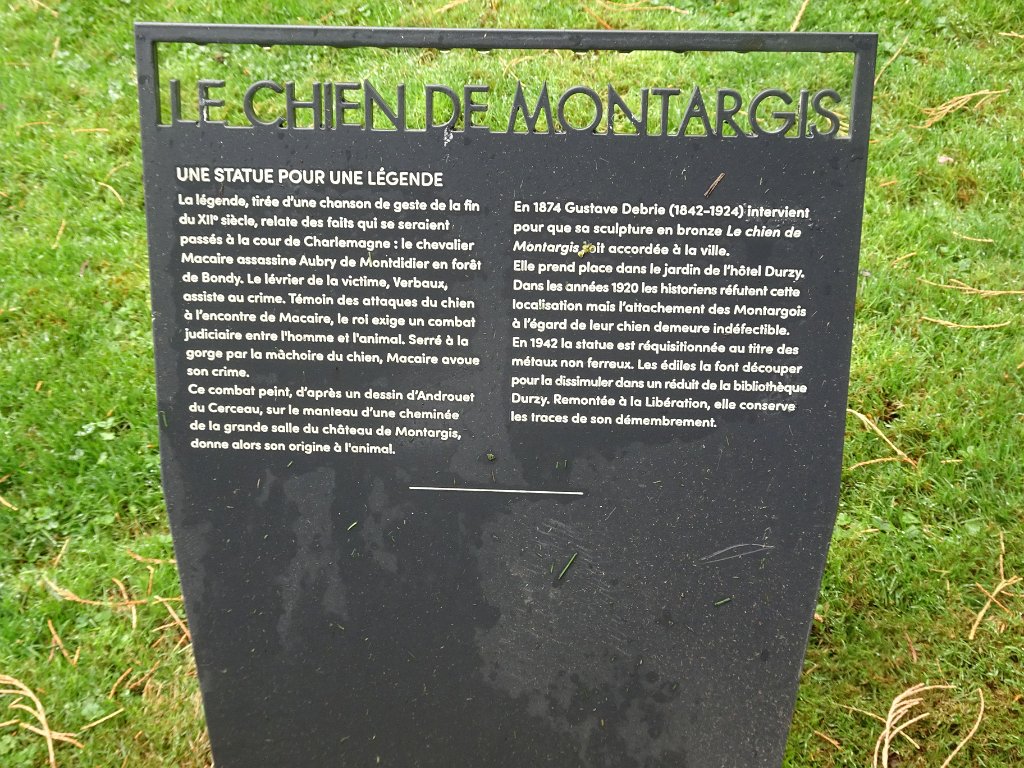 LE CHIEN DE MONTARGIS
UNE STATUE POUR UNE LÉGENDE
La légende, tirée d'une chanson de geste de la fin
du XIIe siècle, relate des faits qui se seraient
passés à la cour de Charlemagne : le chevalier
Macaire assassine Aubry de Montdidier en forêt
de Bondy. Le lévrier de la victime, Verbaux,
assiste au crime. Témoin des attaques du chien
à l'encontre de Macaire, le roi exige un combat
judiciaire entre l'homme et l'animal. Serré à la
gorge par la mâchoire du chien, Macaire avoue
son crime.
Ce combat peint, d'après un dessin d'Androuet
du Cerceau, sur le manteau d'une cheminée
de la grande salle du château de Montargis,
donne alors son origine à l'animal.
En 1874 Gustave Debrie (1842-1924) intervient
pour que sa sculpture en bronze Le chien de
Montargis soit accordée à la ville.
Elle prend place dans le jardin de l'hôtel Durzy.
Dans les années 1920 les historiens réfutent cette
localisation mais l'attachement des Montargois
à l'égard de leur chien demeure indéfectible.
En 1942 la statue est réquisitionnée au titre des
métaux non ferreux. Les édiles la font découper
pour la dissimuler dans un réduit de la bibliothèque
Durzy. Remontée à la Libération, elle conserve
les traces de son démembrement.